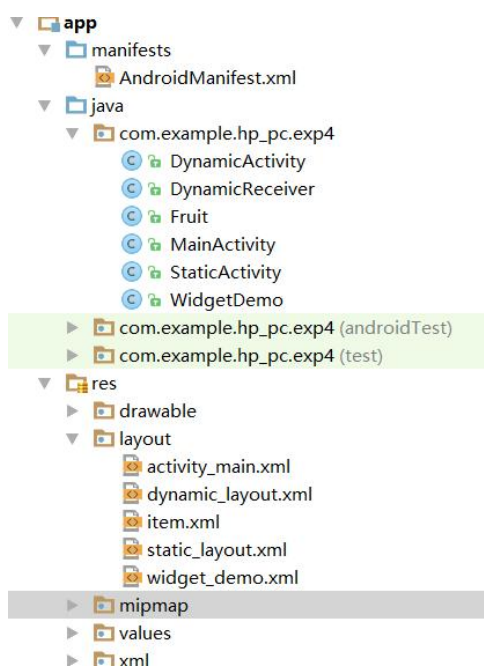 app
manifests
AndroidManifest.xml
java
com.example.hp_pc.exp4
DynamicActivity
DynamicReceiver
Fruit
MainActivity
StaticActivity
WidgetDemo
com.example.hp_pc.exp4 (androidTest)
com.example.hp_pc.exp4 (test)
res
drawable
layout
activity_main.xml
dynamic_layout.xml
item.xml
static_layout.xml
widget_demo.xml
mipmap
values
xml